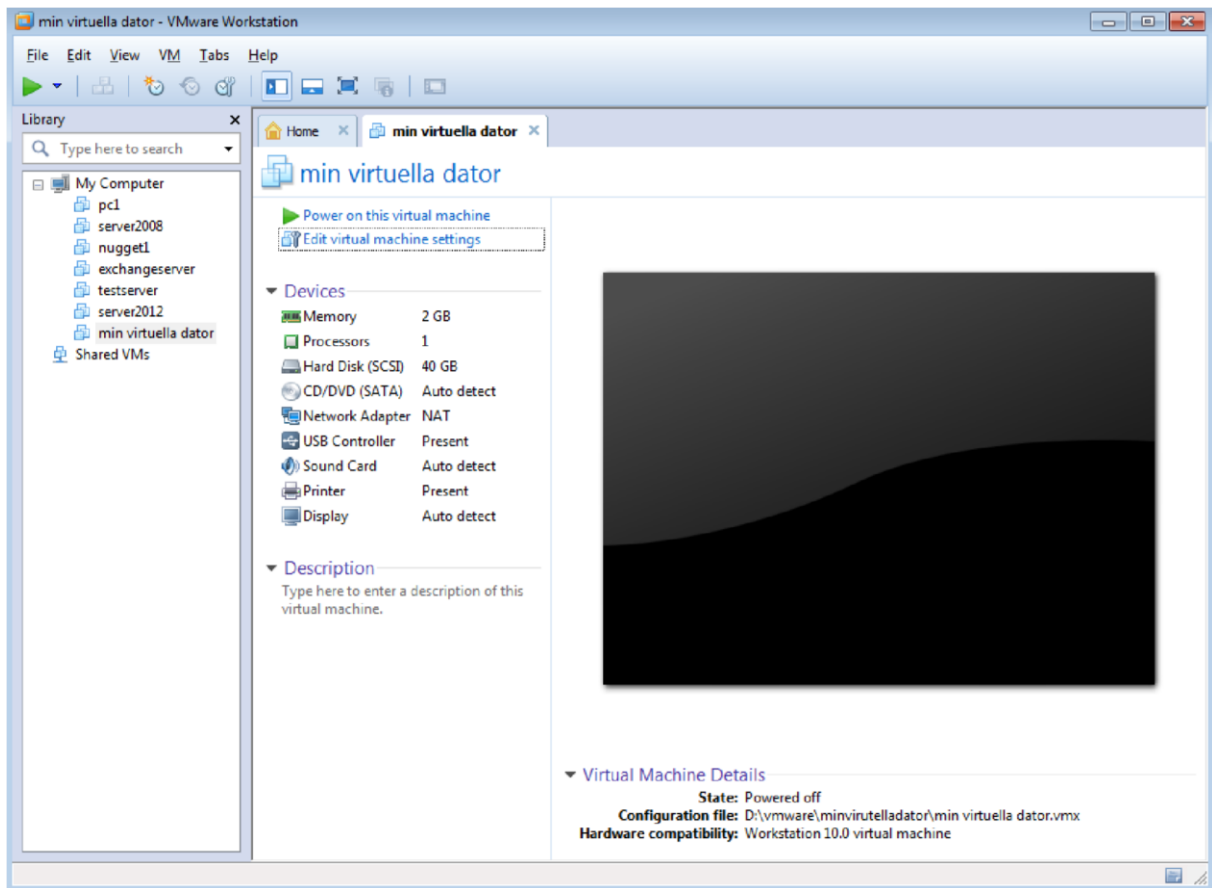 min virtuella dator - VMware Workstation
File Edit View VM Tabs Help
Library
Type here to search
My Computer
pc1
server2008
nugget1
exchangeserver
testserver
server2012
min virtuella dator
Shared VMs
Home min virtuella dator
min virtuella dator
Power on this virtual machine
Edit virtual machine settings
Devices
Memory 2 GB
Processors 1
Hard Disk (SCSI) 40 GB
CD/DVD (SATA) Auto detect
Network Adapter NAT
USB Controller Present
Sound Card Auto detect
Printer Present
Display Auto detect
Description
Type here to enter a description of this
virtual machine.
Virtual Machine Details
State: Powered off
Configuration file: D:\vmware\minvirutelladator\min virtuella dator.vmx
Hardware compatibility: Workstation 10.0 virtual machine